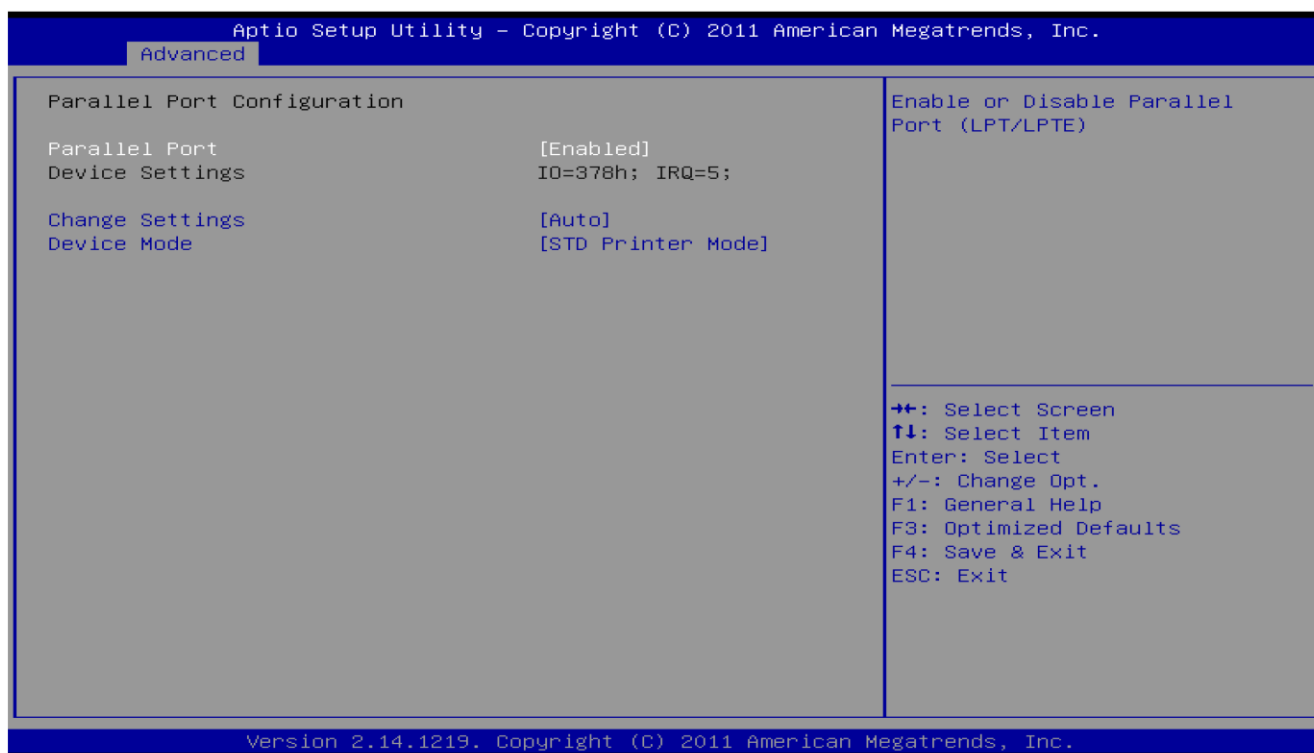 Aptio Setup Utility – Copyright (C) 2011 American Megatrends, Inc.
Advanced
Parallel Port Configuration
Parallel Port [Enabled]
Device Settings IO=378h; IRQ=5;
Change Settings [Auto]
Device Mode [STD Printer Mode]
Enable or Disable Parallel
Port (LPT/LPTE)
→←: Select Screen
↑↓: Select Item
Enter: Select
+/-: Change Opt.
F1: General Help
F3: Optimized Defaults
F4: Save & Exit
ESC: Exit
Version 2.14.1219. Copyright (C) 2011 American Megatrends, Inc.